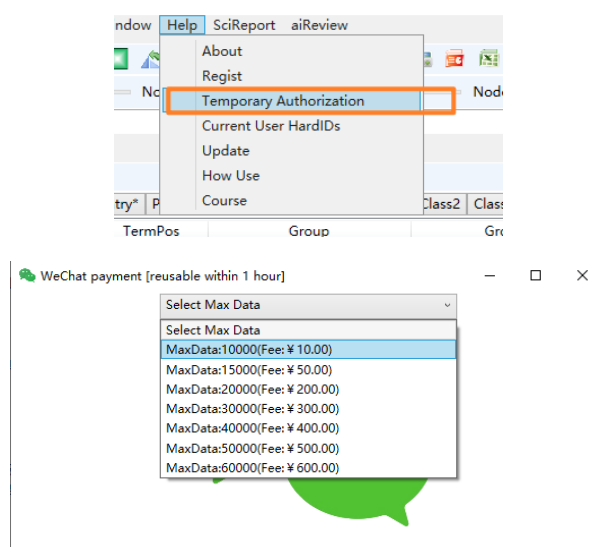 ndow Help SciReport aiReview
About
Regist
No
Temporary Authorization
Node
Current User HardIDs
Update
How Use
try* P Course Class2 Clas
TermPos Group Gr
WeChat payment [reusable within 1 hour]
Select Max Data
Select Max Data
MaxData:10000(Fee:¥10.00)
MaxData:15000(Fee:¥50.00)
MaxData:20000(Fee:¥200.00)
MaxData:30000(Fee:¥300.00)
MaxData:40000(Fee:¥400.00)
MaxData:50000(Fee:¥500.00)
MaxData:60000(Fee:¥600.00)